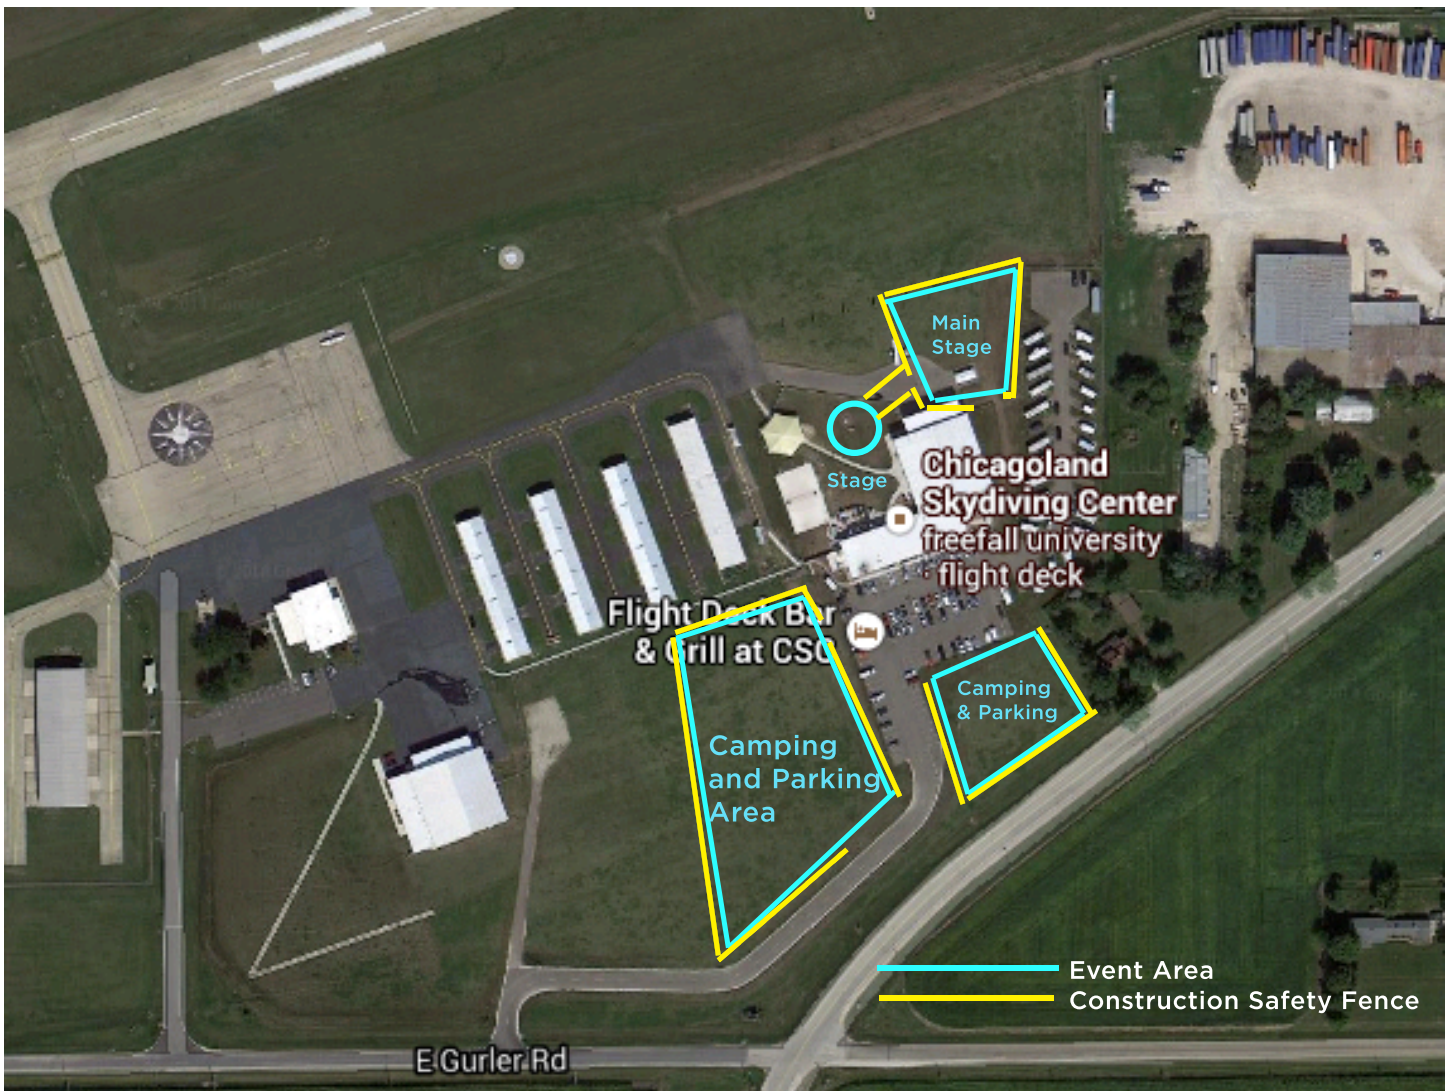 Main
Stage
Stage
Chicagoland
Skydiving Center
freefall university
· flight deck
Flight Deck Bar
& Grill at CSC
Camping
& Parking
Camping
and Parking
Area
Event Area
Construction Safety Fence
E Gurler Rd